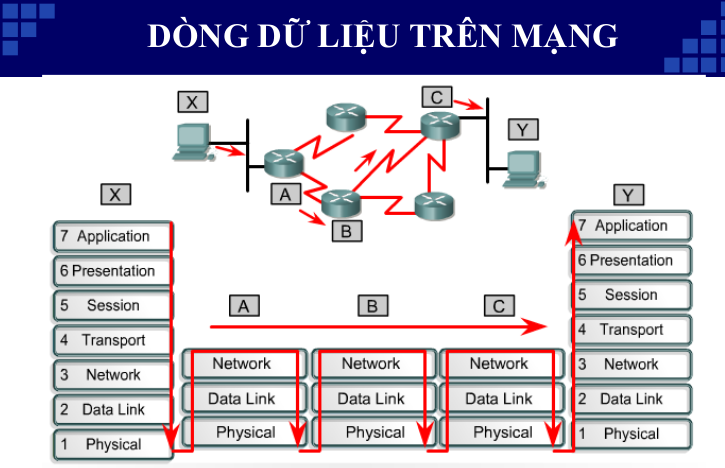 DÒNG DỮ LIỆU TRÊN MẠNG
X
C
Y
A
B
X
7 Application
6 Presentation
5 Session
4 Transport
3 Network
2 Data Link
1 Physical
A
Network
Data Link
Physical
B
Network
Data Link
Physical
C
Network
Data Link
Physical
Y
7 Application
6 Presentation
5 Session
4 Transport
3 Network
2 Data Link
1 Physical